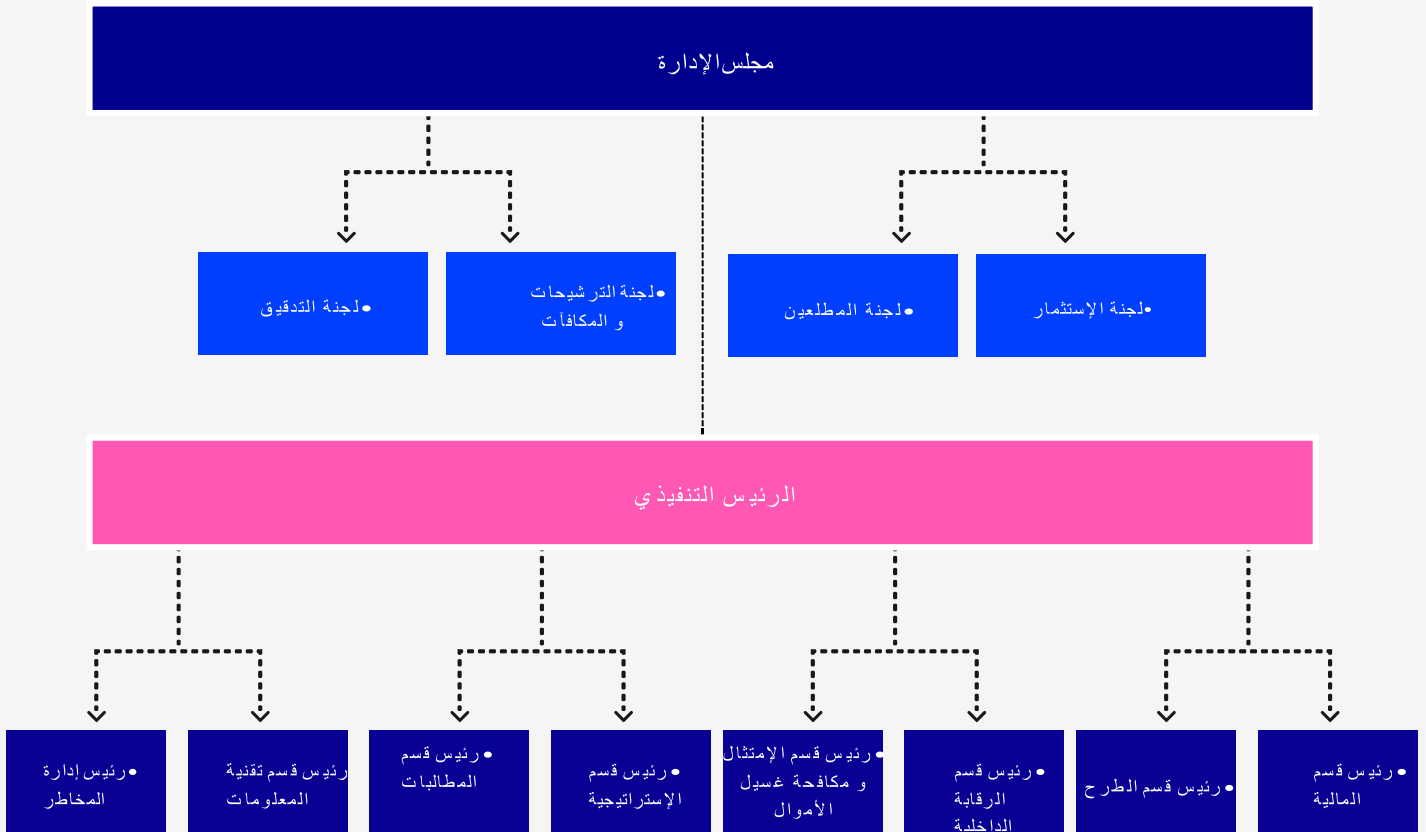 مجلس الإدارة
•لجنة الإستثمار
•لجنة المطلعين
•لجنة الترشيحات
و المكافآت
•لجنة التدقيق
الرئيس التنفيذي
•رئيس قسم
المالية
•رئيس قسم الطرح
•رئيس قسم
الرقابة
الداخلية
•رئيس قسم الإمتثال
و مكافحة غسيل
الأموال
•رئيس قسم
الإستراتيجية
•رئيس قسم
المطالبات
رئيس قسم تقنية
المعلومات
•رئيس إدارة
المخاطر